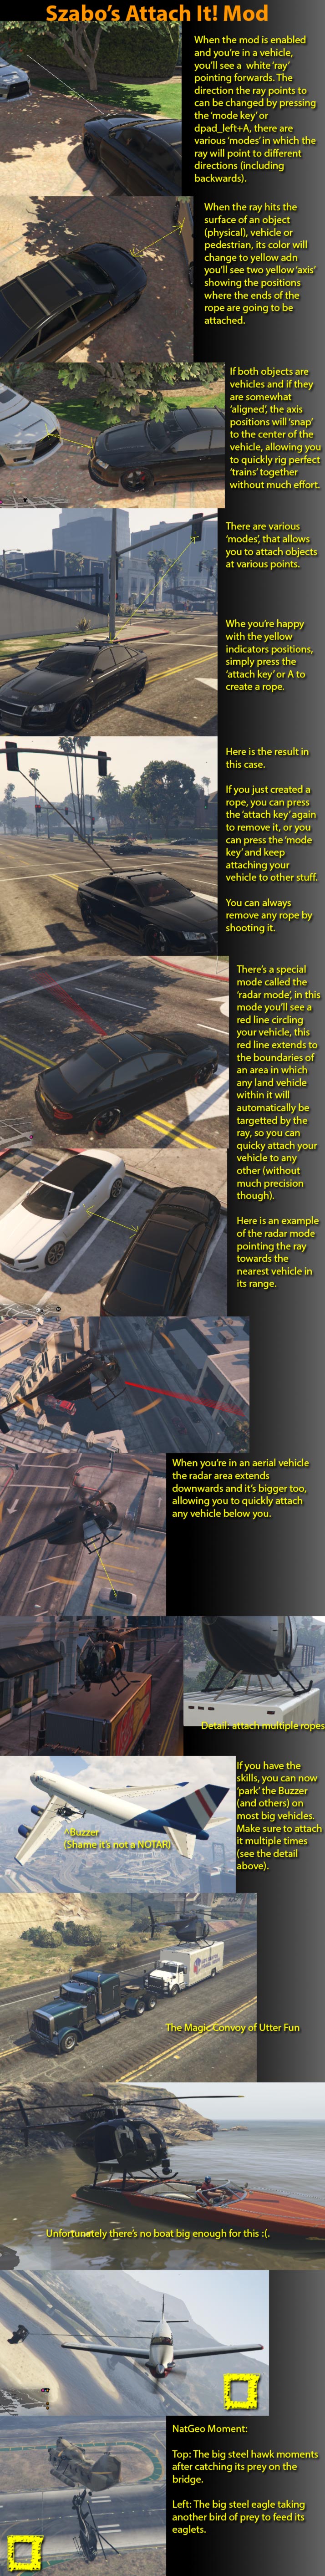 Szabo's Attach It! Mod
When the mod is enabled
and you're in a vehicle,
you'll see a white 'ray'
pointing forwards. The
direction the ray points to
can be changed by pressing
the 'mode key' or
dpad_left+A, there are
various 'modes' in which the
ray will point to different
directions (including
backwards).
When the ray hits the
surface of an object
(physical), vehicle or
pedestrian, its color will
change to yellow adn
you'll see two yellow 'axis'
showing the positions
where the ends of the
rope are going to be
attached.
If both objects are
vehicles and if they
are somewhat
'aligned', the axis
positions will 'snap'
to the center of the
vehicle, allowing you
to quickly rig perfect
'trains' together
without much effort.
There are various
'modes', that allows
you to attach objects
at various points.
Whe you're happy
with the yellow
indicators positions,
simply press the
'attach key' or A to
create a rope.
Here is the result in
this case.
If you just created a
rope, you can press
the 'attach key' again
to remove it, or you
can press the 'mode
key' and keep
attaching your
vehicle to other stuff.
You can always
remove any rope by
shooting it.
There's a special
mode called the
'radar mode', in this
mode you'll see a
red line circling
your vehicle, this
red line extends to
the boundaries of
an area in which
any land vehicle
within it will
automatically be
targetted by the
ray, so you can
quicky attach your
vehicle to any
other (without
much precision
though).
Here is an example
of the radar mode
pointing the ray
towards the
nearest vehicle in
its range.
When you're in an aerial vehicle
the radar area extends
downwards and it's bigger too,
allowing you to quickly attach
any vehicle below you.
Detail: attach multiple ropes
If you have the
skills, you can now
'park' the Buzzer
(and others) on
most big vehicles.
Make sure to attach
it multiple times
(see the detail
above).
^Buzzer
(Shame it's not a NOTAR)
The Magic Convoy of Utter Fun
Unfortunately there's no boat big enough for this :(.
NatGeo Moment:
Top: The big steel hawk moments
after catching its prey on the
bridge.
Left: The big steel eagle taking
another bird of prey to feed its
eaglets.